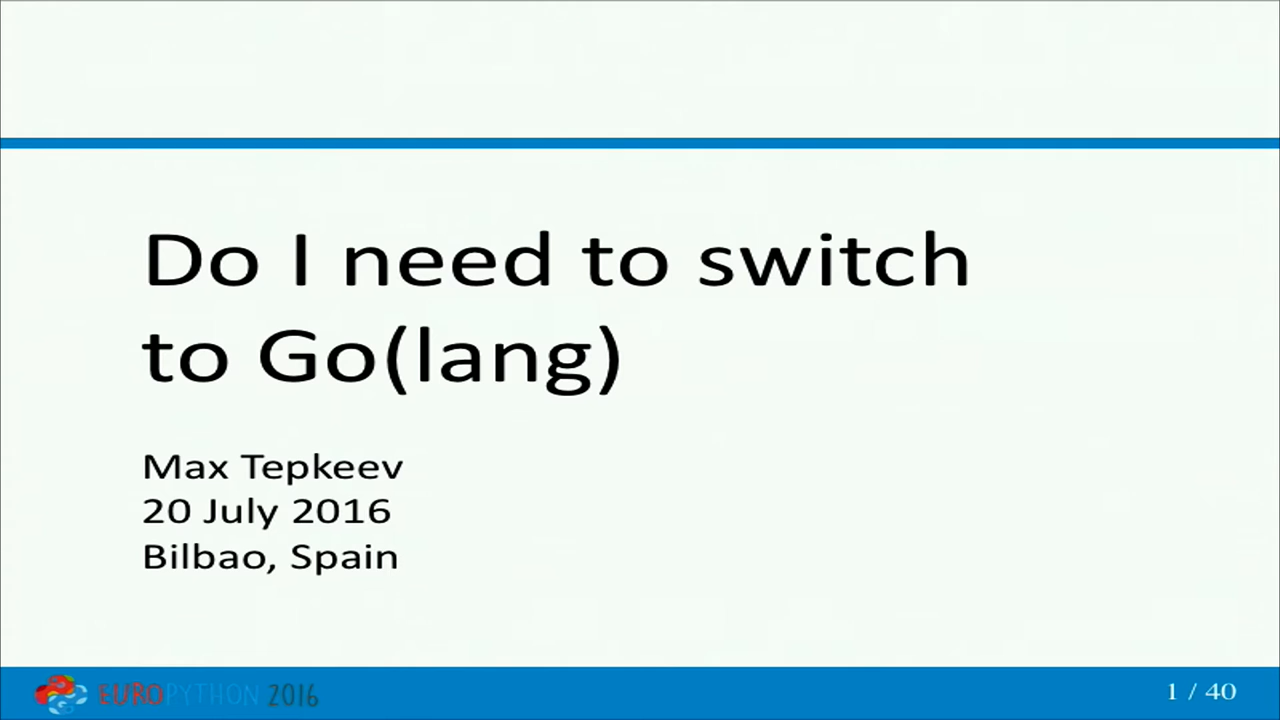 Do I need to switch
to Go(lang)
Max Tepkeev
20 July 2016
Bilbao, Spain
EUROPYTHON 2016
1 / 40